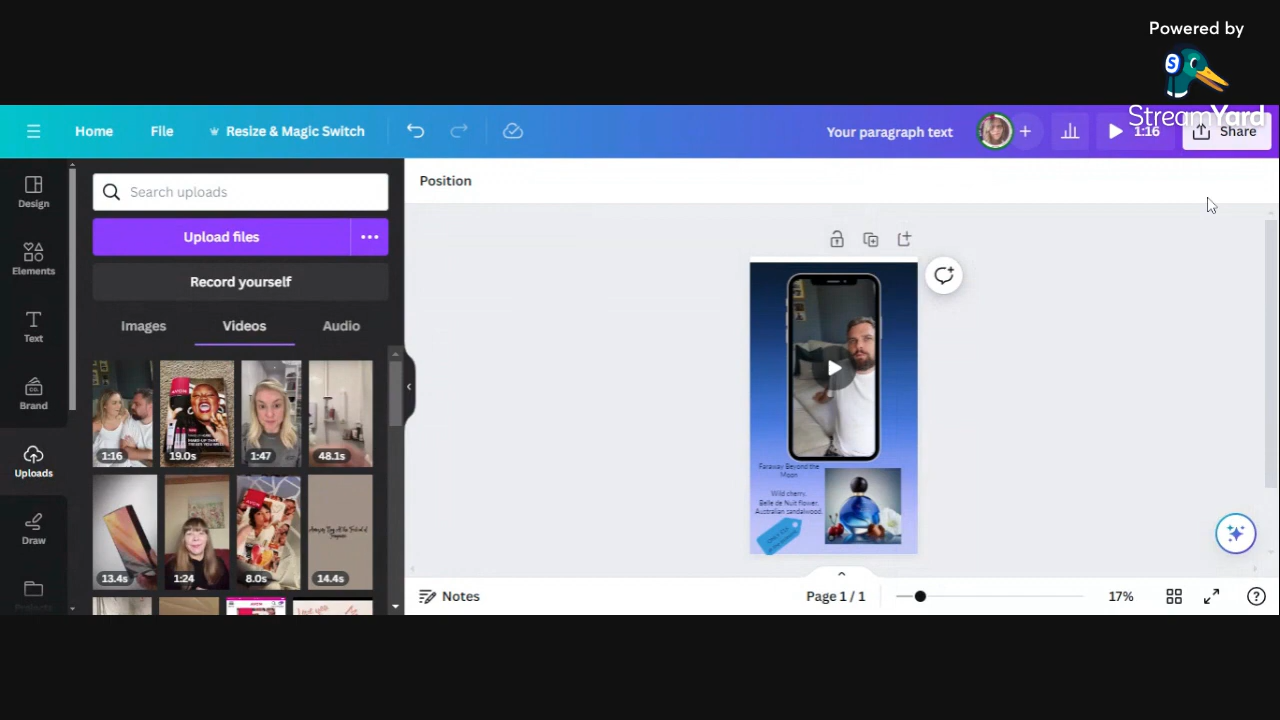 Powered by
StreamYard
Home
File
Resize & Magic Switch
Your paragraph text
1:16
Share
Design
Elements
Text
Brand
Uploads
Draw
Projects
Search uploads
Upload files
Record yourself
Images
Videos
Audio
1:16
19.0s
1:47
48.1s
13.4s
1:24
8.0s
14.4s
AVON
Position
Faraway Beyond the
Moon
Wild cherry,
Belle de Nuit flower,
Australian sandalwood.
Notes
Page 1 / 1
17%